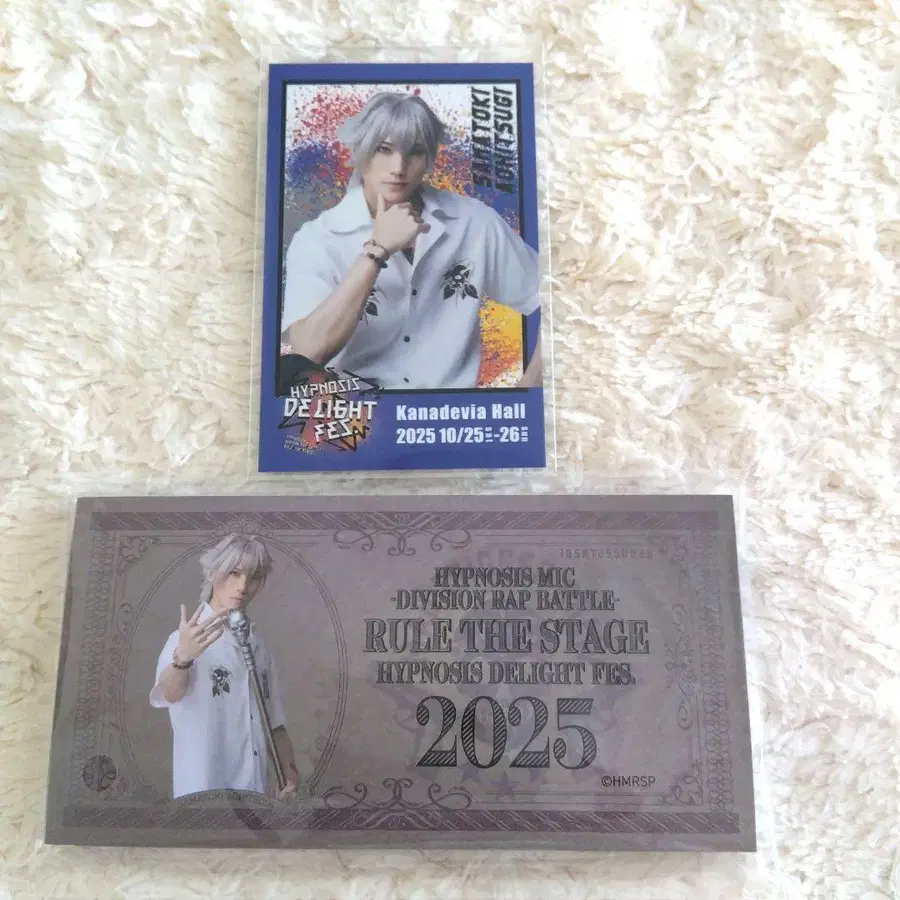 SAMATOKI
AOHITSUGI
HYPNOSIS
DELIGHT
FES.
Kanadevia Hall
2025 10/25 -26
HYPNOSIS MIC
-DIVISION RAP BATTLE-
RULE THE STAGE
HYPNOSIS DELIGHT FES.
2025
©HMRSP